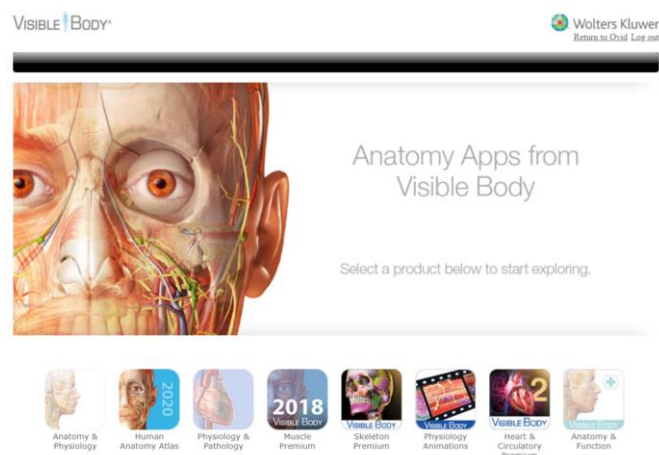 VISIBLE BODY®
Wolters Kluwer
Return to Ovid Log out
Anatomy Apps from
Visible Body
Select a product below to start exploring.
2020
2018
VISIBLE BODY
VISIBLE BODY
VISIBLE BODY
2
VISIBLE BODY
VISIBLE BODY
Anatomy &
Physiology
Human
Anatomy Atlas
Physiology &
Pathology
Muscle
Premium
Skeleton
Premium
Physiology
Animations
Heart &
Circulatory
Premium
Anatomy &
Function